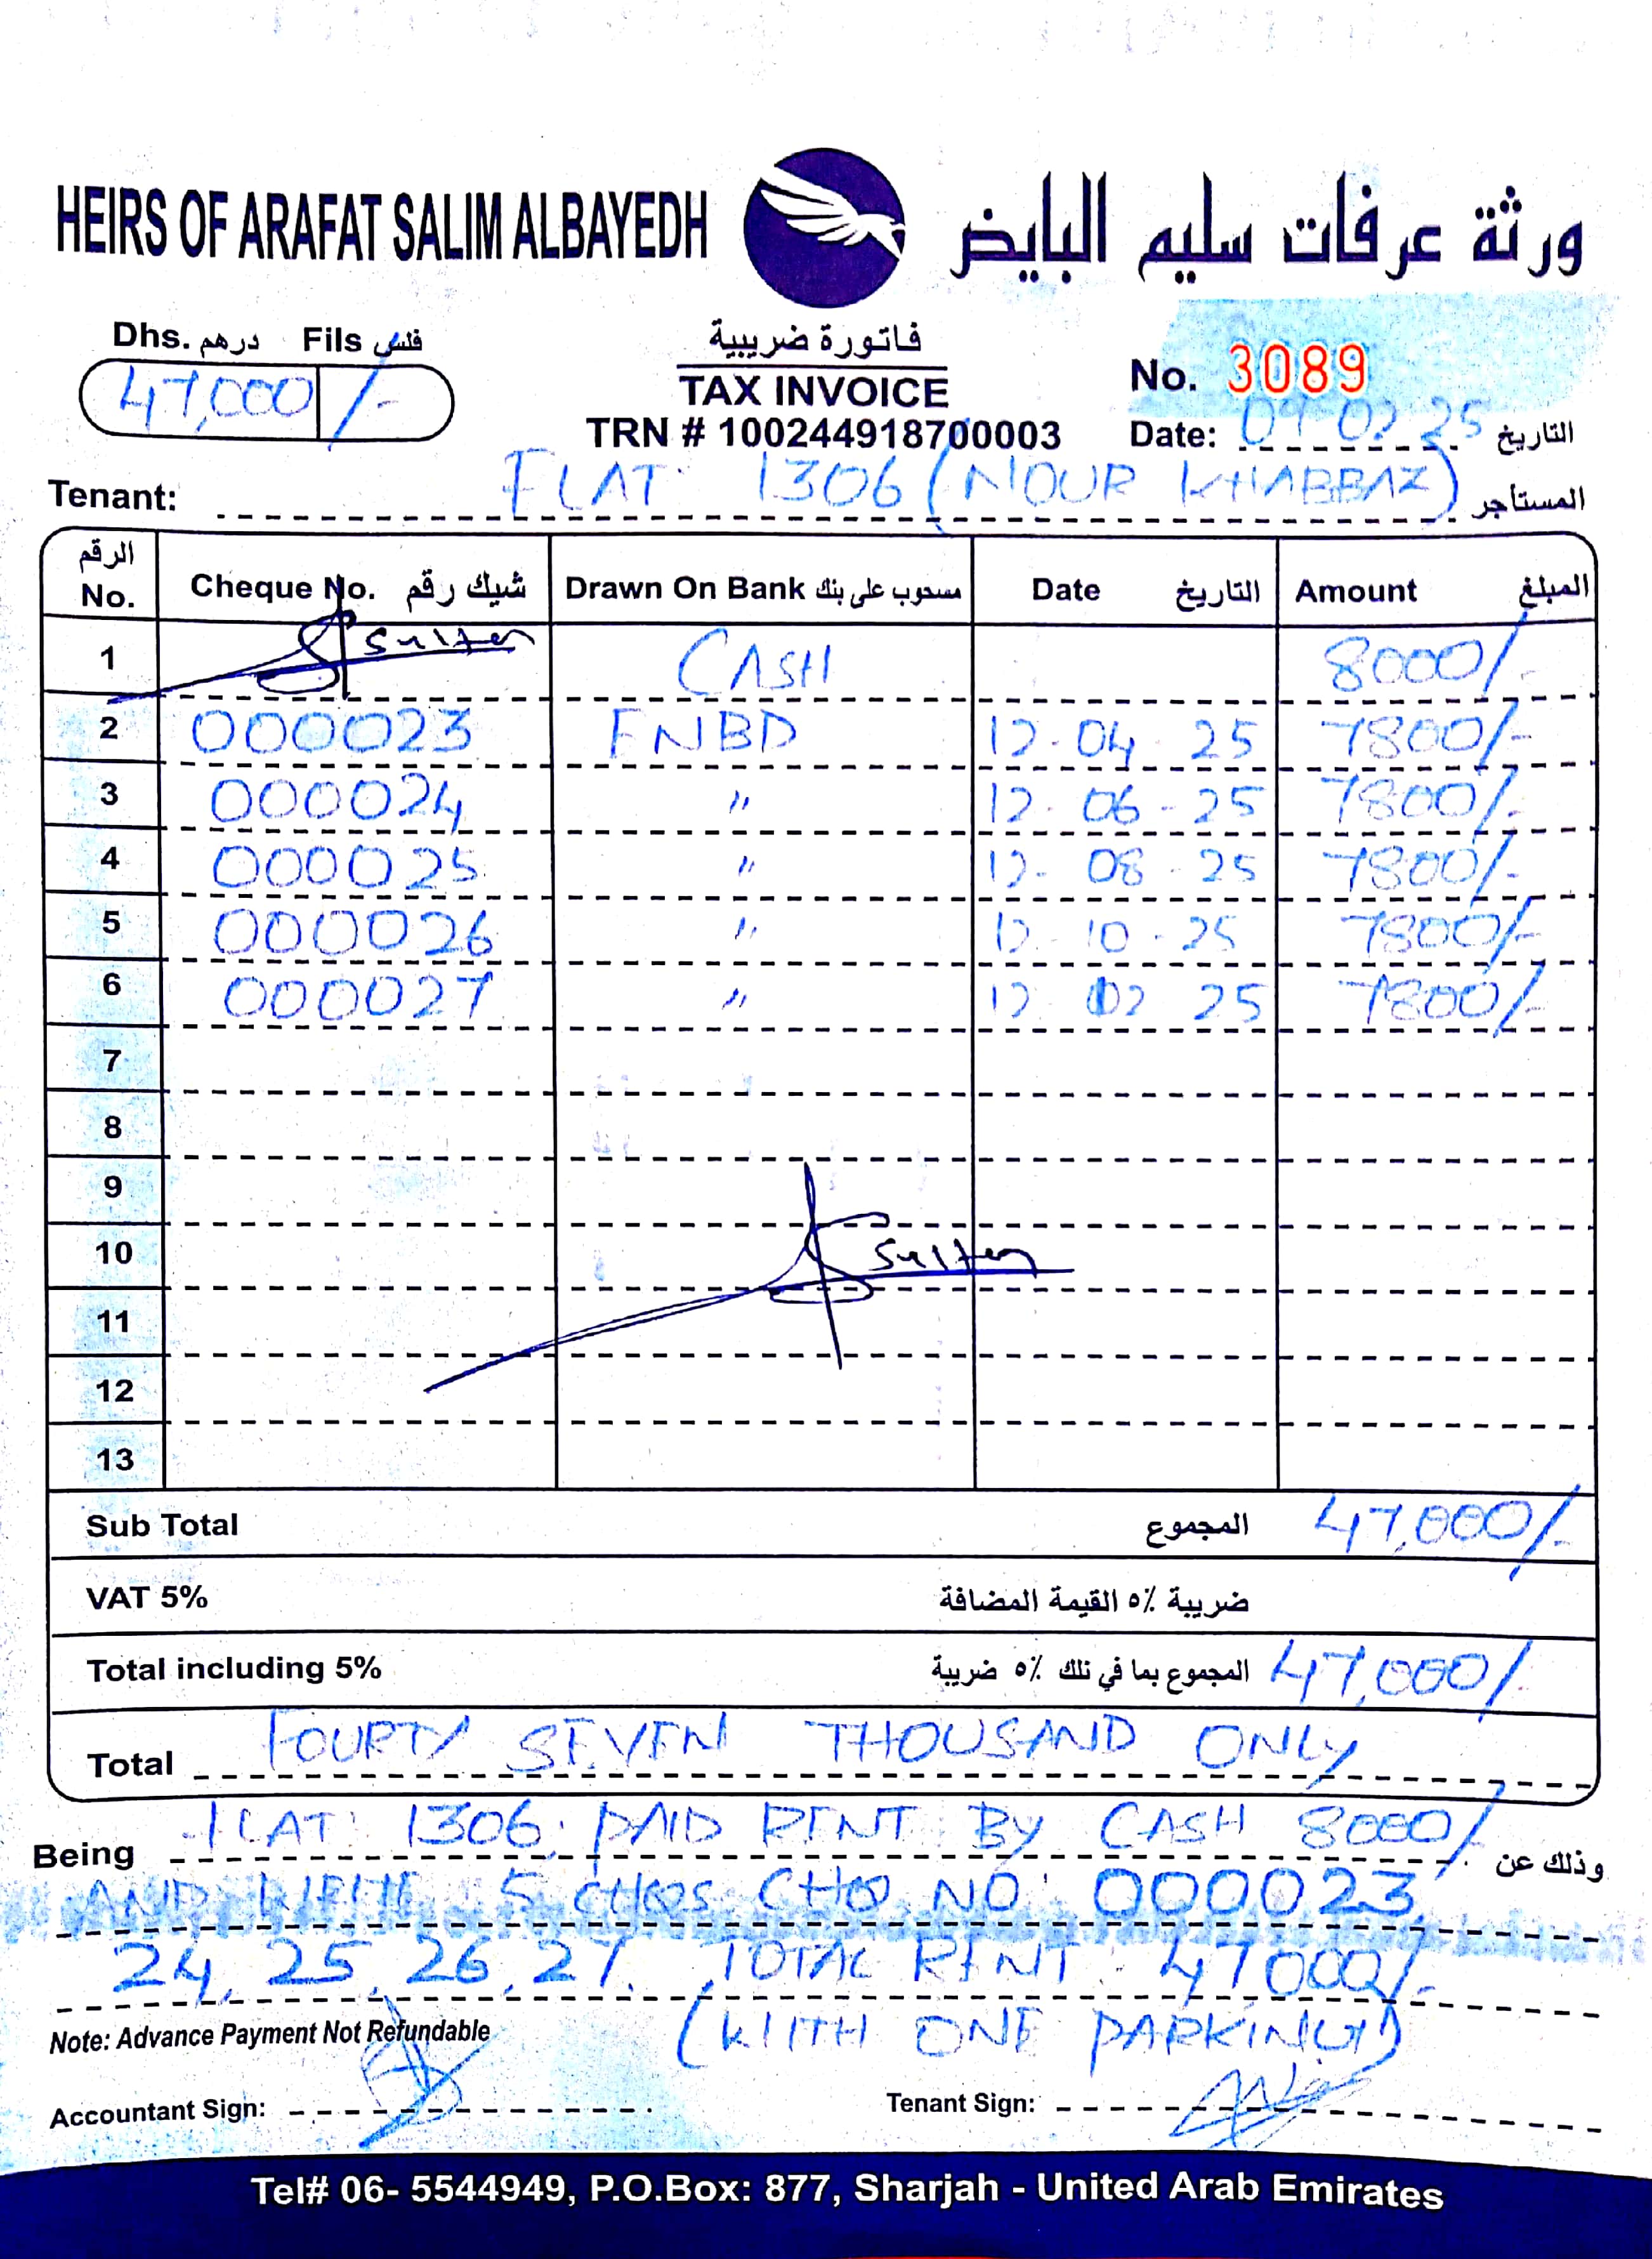 HEIRS OF ARAFAT SALIM ALBAYEDH
ورثة عرفات سليم البايض
Dhs. درهم Fils فلس
47,000 /-
فاتورة ضريبية
TAX INVOICE
TRN # 100244918700003
No. 3089
Date: 09-02-25 التاريخ
Tenant: FLAT: 1306 (NOUR KHABBAZ) المستأجر
الرقم No. Cheque No. شيك رقم Drawn On Bank مسحوب على بنك Date التاريخ Amount المبلغ
1 Sultan CASH 8000/-
2 000023 ENBD 12-04-25 7800/-
3 000024 " 12-06-25 7800/-
4 000025 " 12-08-25 7800/-
5 000026 " 12-10-25 7800/-
6 000027 " 12 02 25 7800/-
7
8
9
10 Sultan
11
12
13
Sub Total المجموع 47,000/-
VAT 5% ضريبة ٥٪ القيمة المضافة
Total including 5% المجموع بما في تلك ٥٪ ضريبة 47,000/-
Total FOURTY SEVEN THOUSAND ONLY
Being FLAT: 1306. PAID RENT BY CASH 8000/- وذلك عن
AND WITH 5 CHQS CHQ NO: 000023,
24, 25, 26, 27. TOTAL RENT: 47000/-
(WITH ONE PARKING)
Note: Advance Payment Not Refundable
Accountant Sign:
Tenant Sign:
Tel# 06- 5544949, P.O.Box: 877, Sharjah - United Arab Emirates